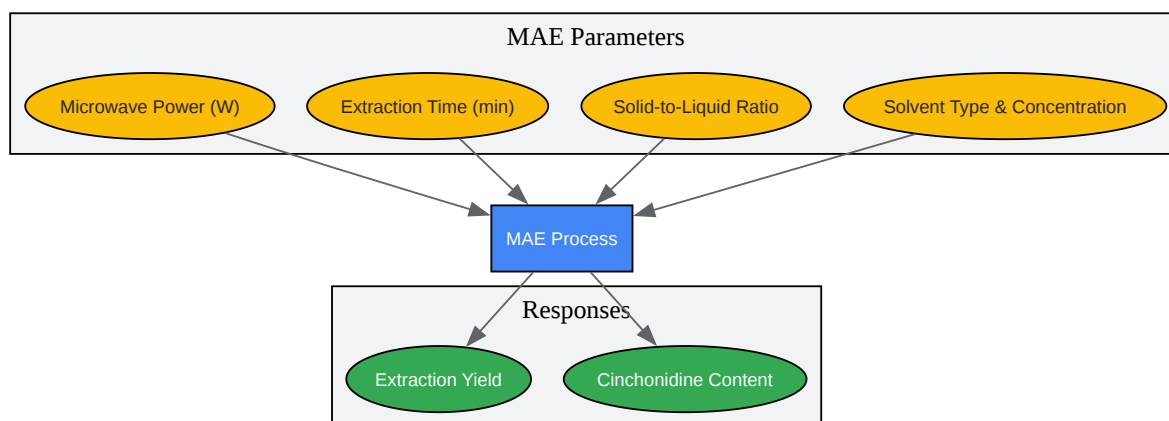 MAE Parameters
Microwave Power (W)
Extraction Time (min)
Solid-to-Liquid Ratio
Solvent Type & Concentration
MAE Process
Responses
Extraction Yield
Cinchonidine Content